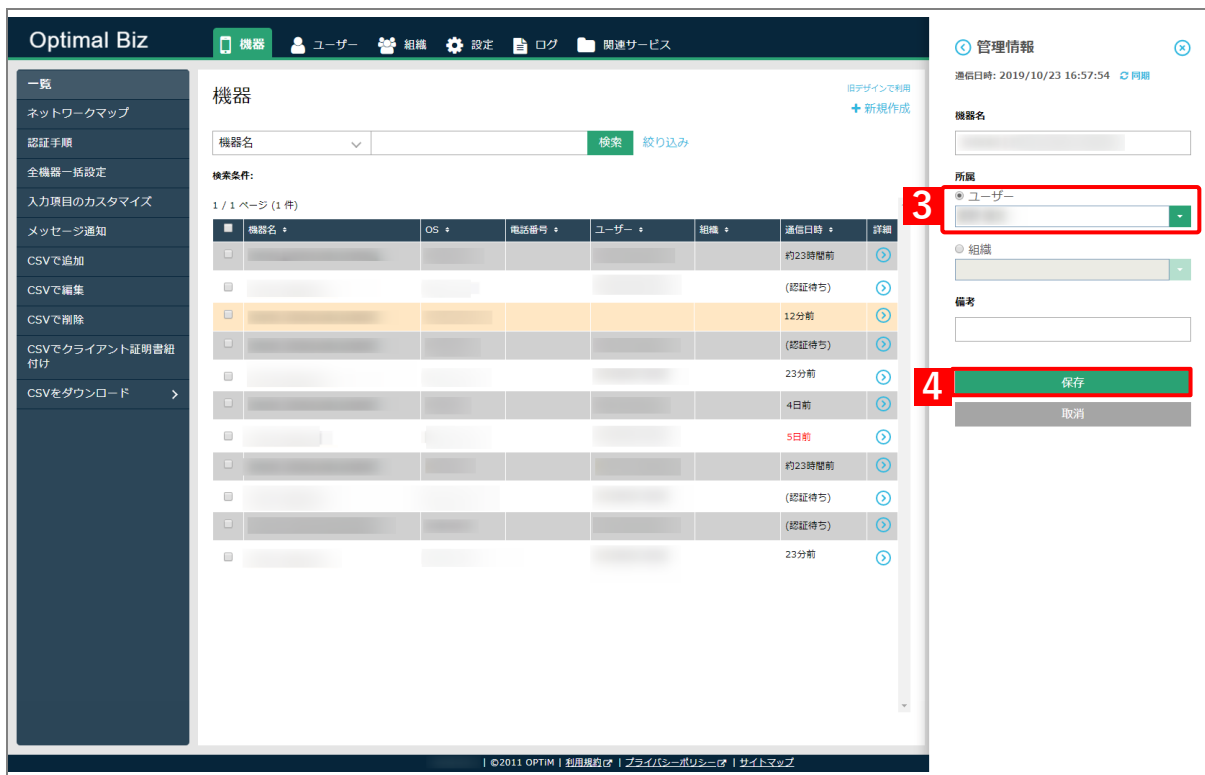 Optimal Biz
機器
ユーザー
組織
設定
ログ
関連サービス
一覧
ネットワークマップ
認証手順
全機器一括設定
入力項目のカスタマイズ
メッセージ通知
CSVで追加
CSVで編集
CSVで削除
CSVでクライアント証明書紐
付け
CSVをダウンロード
機器
旧デザインで利用
新規作成
機器名
検索
絞り込み
検索条件:
1 / 1 ページ (1 件)
機器名 OS 電話番号 ユーザー 組織 通信日時 詳細
約23時間前
(認証待ち)
12分前
(認証待ち)
23分前
4日前
5日前
約23時間前
(認証待ち)
(認証待ち)
23分前
| ©2011 OPTiM | 利用規約 | プライバシーポリシー | サイトマップ
管理情報
通信日時: 2019/10/23 16:57:54 同期
機器名
所属
3
ユーザー
組織
備考
4
保存
取消